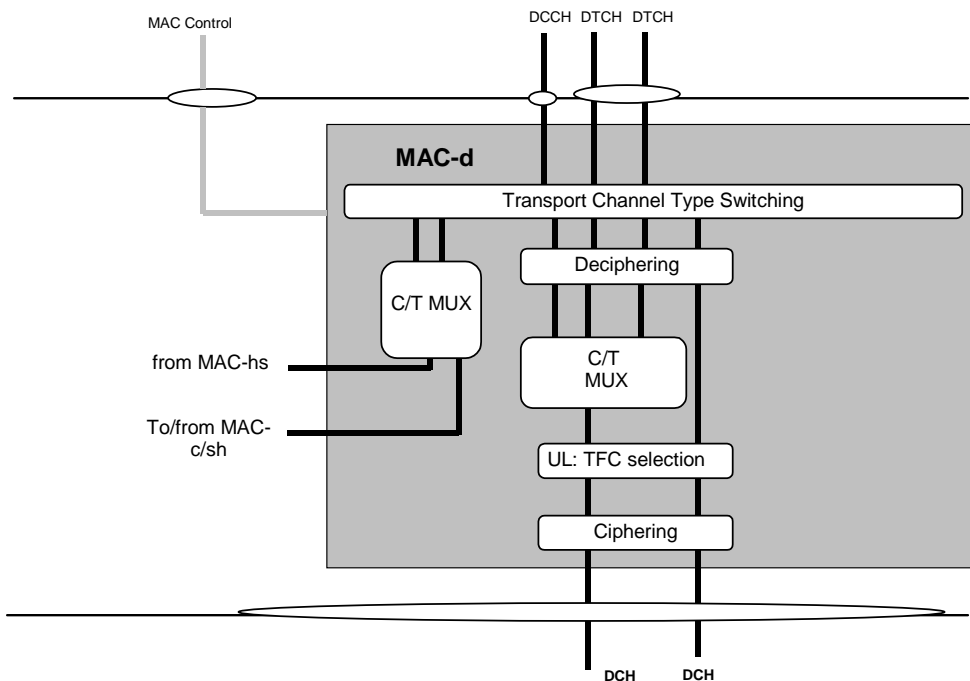 MAC Control
DCCH DTCH DTCH
MAC-d
Transport Channel Type Switching
Deciphering
C/T MUX
from MAC-hs
C/T
MUX
To/from MAC-
c/sh
UL: TFC selection
Ciphering
DCH DCH